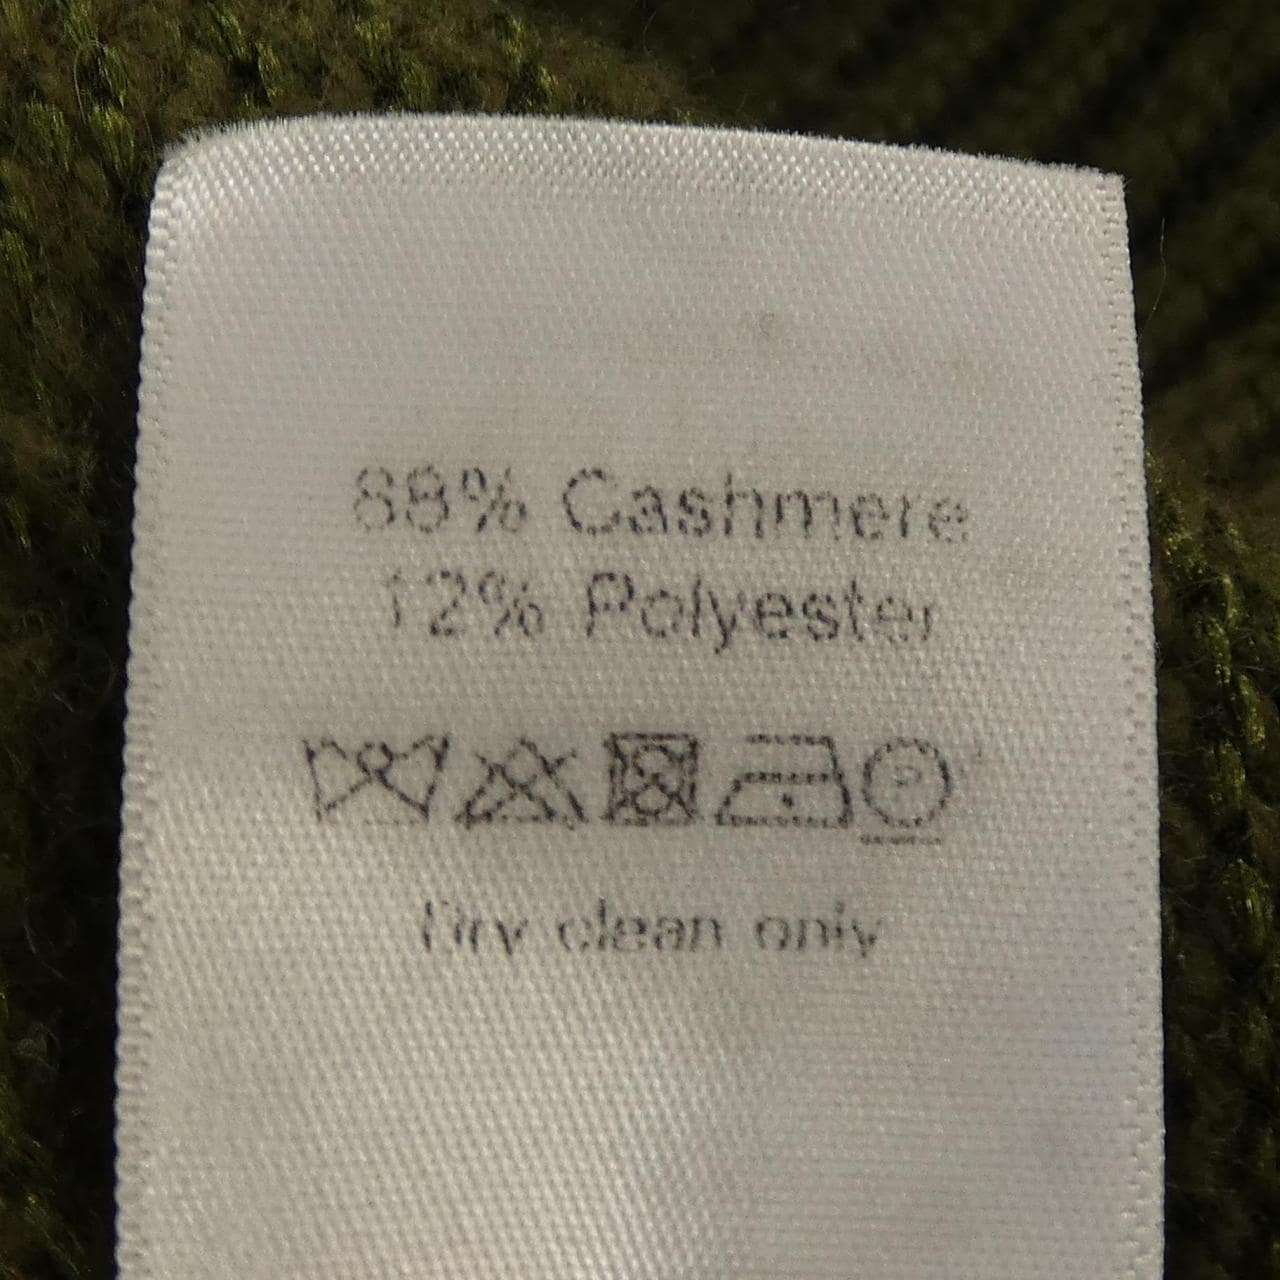 88% Cashmere
12% Polyester
P
Dry clean only